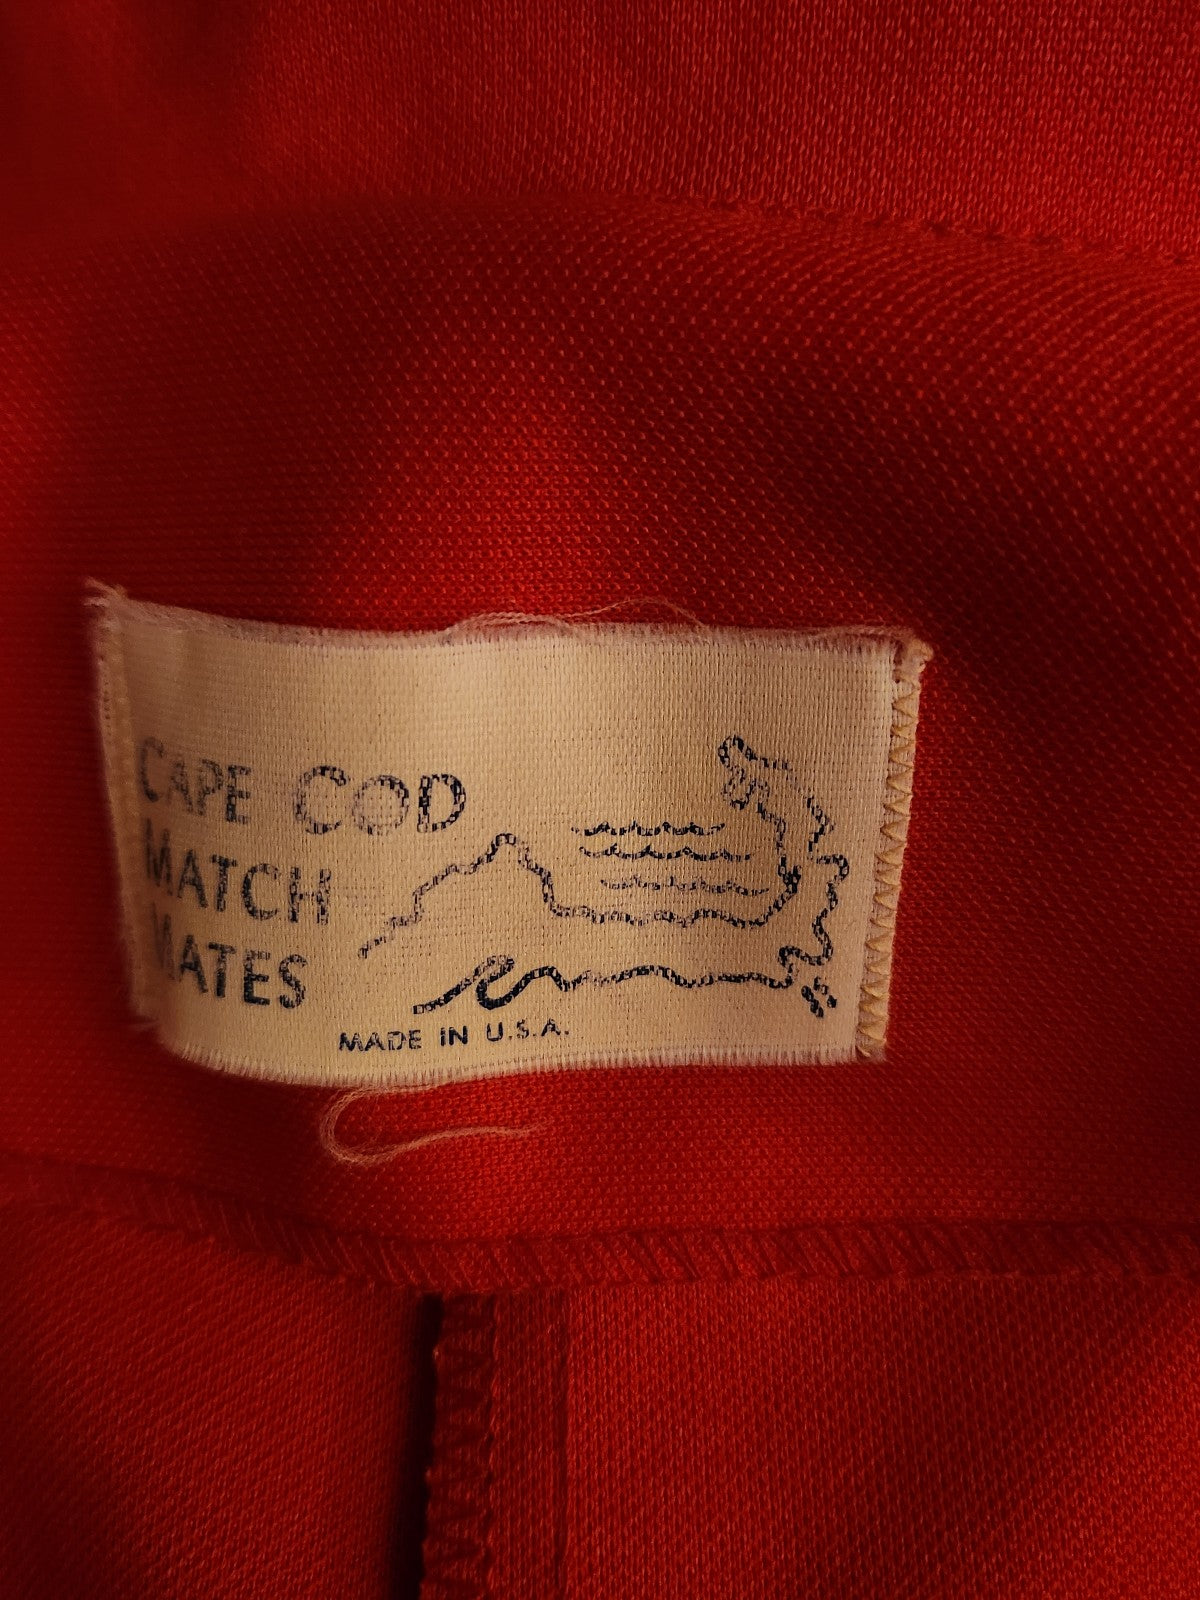 CAPE COD
MATCH
MATES
MADE IN U.S.A.